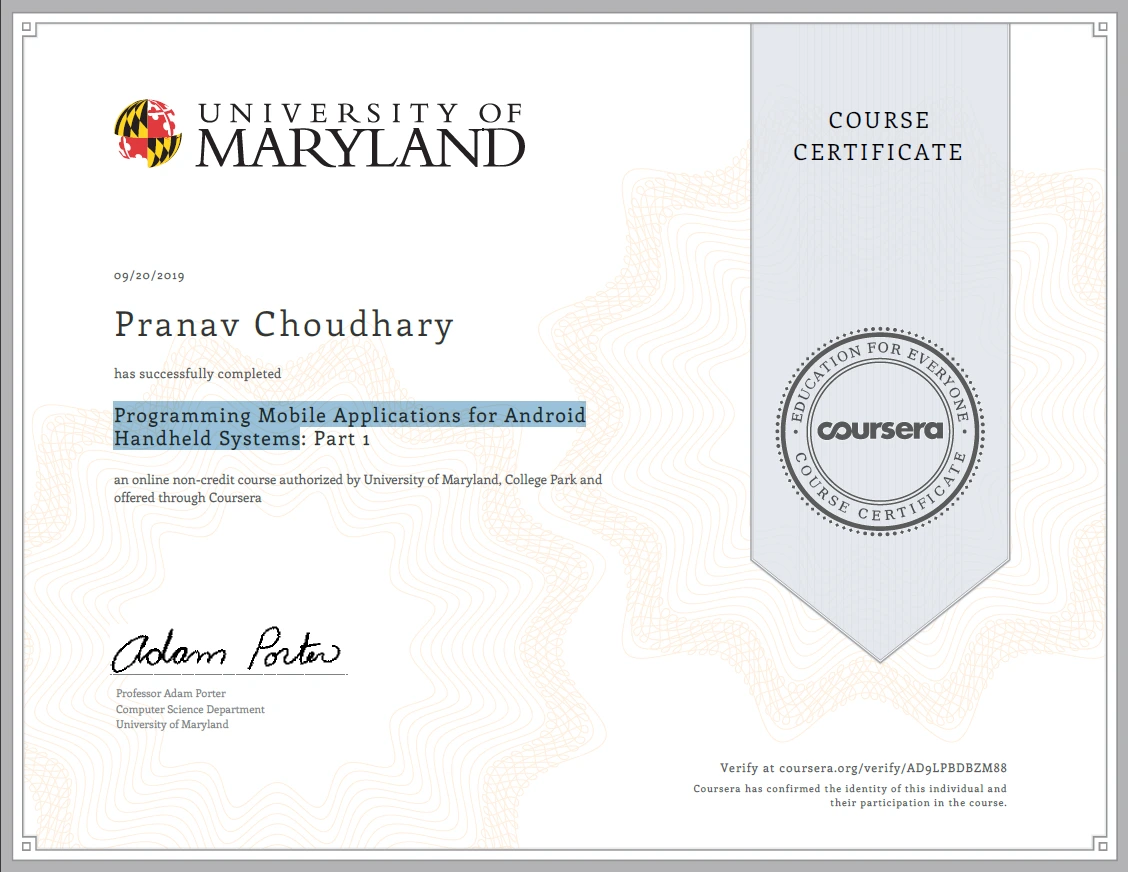 UNIVERSITY OF
MARYLAND
COURSE
CERTIFICATE
09/20/2019
Pranav Choudhary
has successfully completed
Programming Mobile Applications for Android
Handheld Systems: Part 1
an online non-credit course authorized by University of Maryland, College Park and
offered through Coursera
EDUCATION FOR EVERYONE
coursera
COURSE CERTIFICATE
Adam Porter
Professor Adam Porter
Computer Science Department
University of Maryland
Verify at coursera.org/verify/AD9LPBDBZM88
Coursera has confirmed the identity of this individual and
their participation in the course.